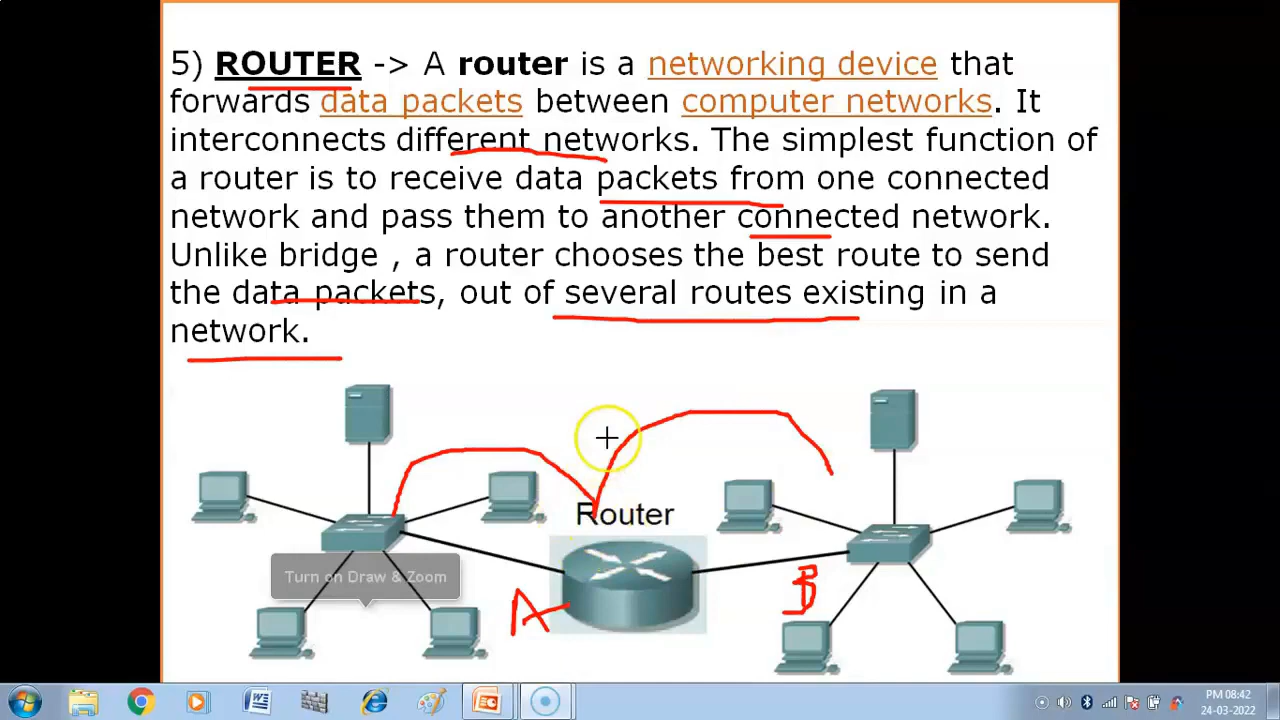 5) ROUTER -> A router is a networking device that
forwards data packets between computer networks. It
interconnects different networks. The simplest function of
a router is to receive data packets from one connected
network and pass them to another connected network.
Unlike bridge , a router chooses the best route to send
the data packets, out of several routes existing in a
network.
Router
Turn on Draw & Zoom
A
B
PM 08:42
24-03-2022